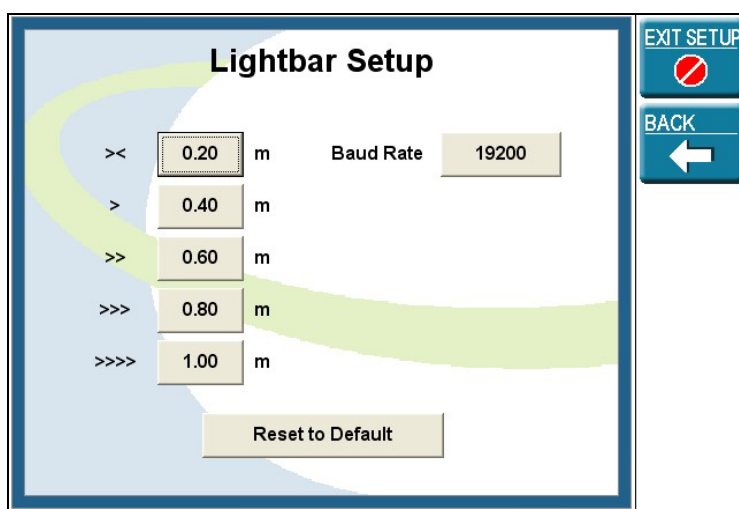 Lightbar Setup
>< 0.20 m Baud Rate 19200
> 0.40 m
>> 0.60 m
>>> 0.80 m
>>>> 1.00 m
Reset to Default
EXIT SETUP
BACK